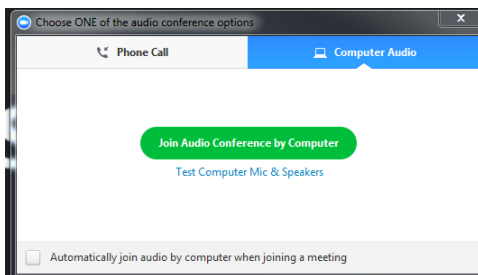 Choose ONE of the audio conference options
Phone Call
Computer Audio
Join Audio Conference by Computer
Test Computer Mic & Speakers
Automatically join audio by computer when joining a meeting